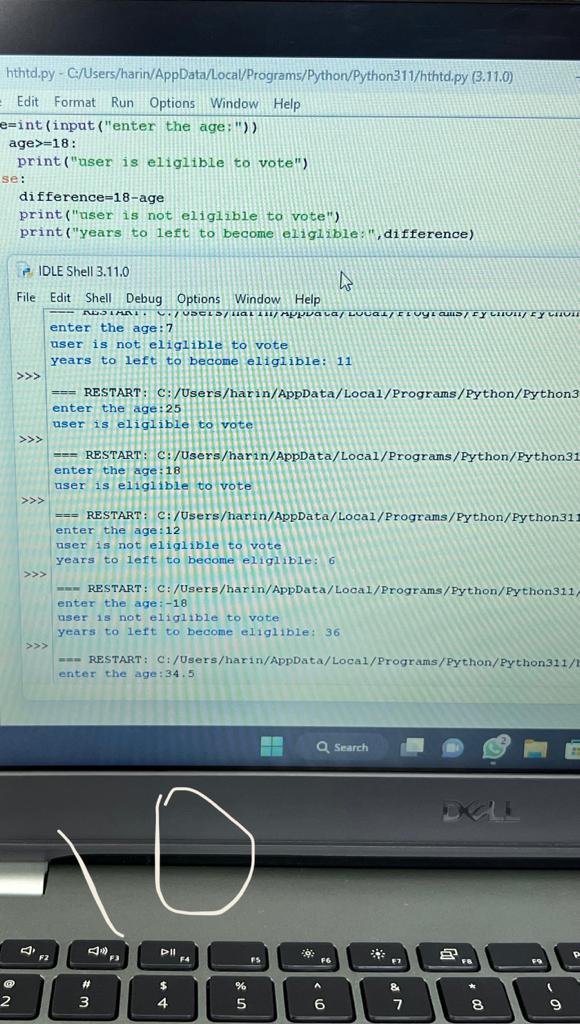 hthtd.py - C:/Users/harin/AppData/Local/Programs/Python/Python311/hthtd.py (3.11.0)
Edit Format Run Options Window Help
e=int(input("enter the age:"))
age>=18:
print("user is eliglible to vote")
se:
difference=18-age
print("user is not eliglible to vote")
print("years to left to become eliglible:",difference)
IDLE Shell 3.11.0
File Edit Shell Debug Options Window Help
=== RESTART: C:/Users/harin/AppData/Local/Programs/Python/Python
enter the age:7
user is not eliglible to vote
years to left to become eliglible: 11
>>>
=== RESTART: C:/Users/harin/AppData/Local/Programs/Python/Python3
enter the age:25
user is eliglible to vote
>>>
=== RESTART: C:/Users/harin/AppData/Local/Programs/Python/Python31
enter the age:18
user is eliglible to vote
>>>
=== RESTART: C:/Users/harin/AppData/Local/Programs/Python/Python311
enter the age:12
user is not eliglible to vote
years to left to become eliglible: 6
>>>
=== RESTART: C:/Users/harin/AppData/Local/Programs/Python/Python311/
enter the age:-18
user is not eliglible to vote
years to left to become eliglible: 36
>>>
=== RESTART: C:/Users/harin/AppData/Local/Programs/Python/Python311/h
enter the age:34.5
Search
2
DELL
10
F2 F3 F4 F5 F6 F7 F8 F9
@ # $ % ^ & * (
2 3 4 5 6 7 8 9